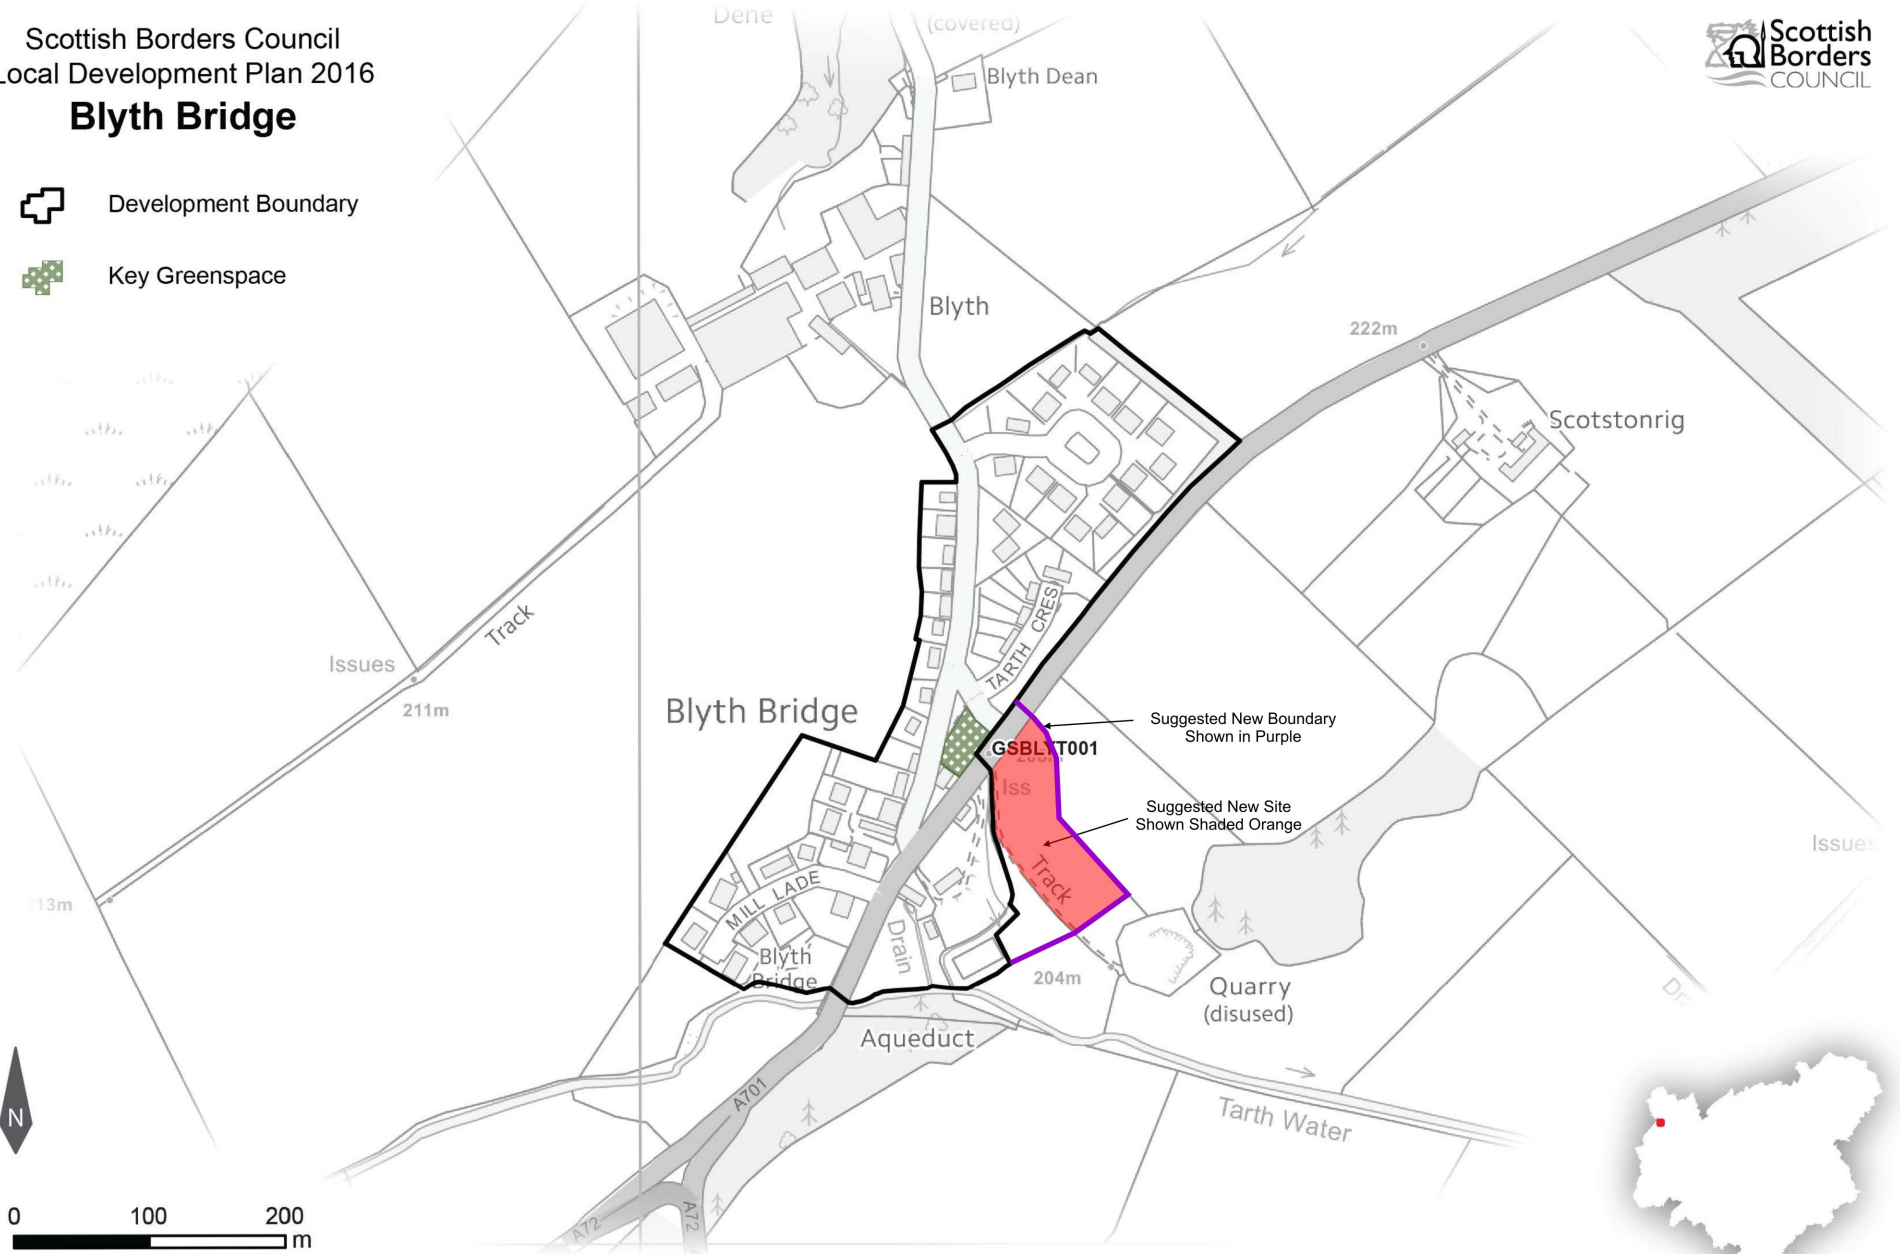 Scottish Borders Council
Local Development Plan 2016
Blyth Bridge
Development Boundary
Key Greenspace
Scottish
Borders
COUNCIL
Dene
(covered)
Blyth Dean
Blyth
222m
Scotstonrig
Track
Issues
211m
TARTH CRES
Blyth Bridge
Suggested New Boundary
Shown in Purple
GSBLYT001
Iss
Suggested New Site
Shown Shaded Orange
Track
Issues
13m
MILL LADE
Drain
Blyth
Bridge
204m
Quarry
(disused)
Aqueduct
A701
Tarth Water
A72
A72
N
0 100 200
m